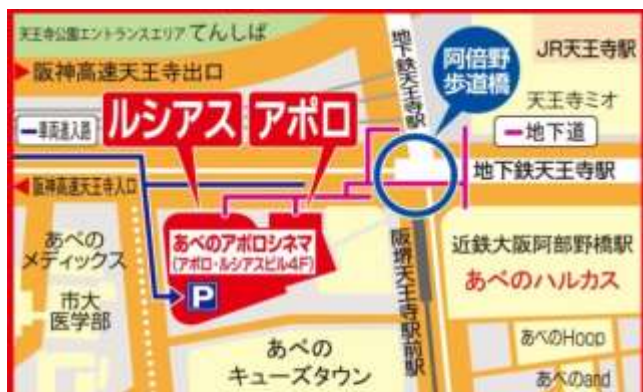 天王寺公園エントランスエリア てんしば
阪神高速天王寺出口
車両進入路
ルシアス
アポロ
地下鉄天王寺駅
阿倍野
歩道橋
JR天王寺駅
天王寺ミオ
地下道
地下鉄天王寺駅
阪神高速天王寺入口
あべの
メディックス
市大
医学部
あべのアポロシネマ
(アポロ・ルシアスビル4F)
P
あべの
キューズタウン
阪堺天王寺駅前駅
近鉄大阪阿部野橋駅
あべのハルカス
あべのHoop
あべのand